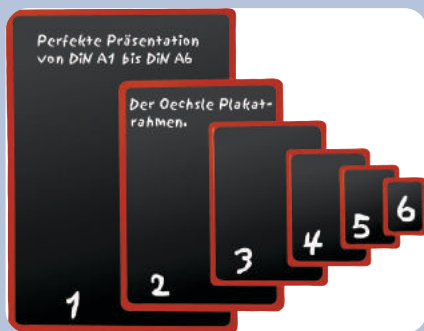 Perfekte Präsentation
von DiN A1 bis DiN A6
Der Oechsle Plakat-
rahmen.
1
2
3
4
5
6